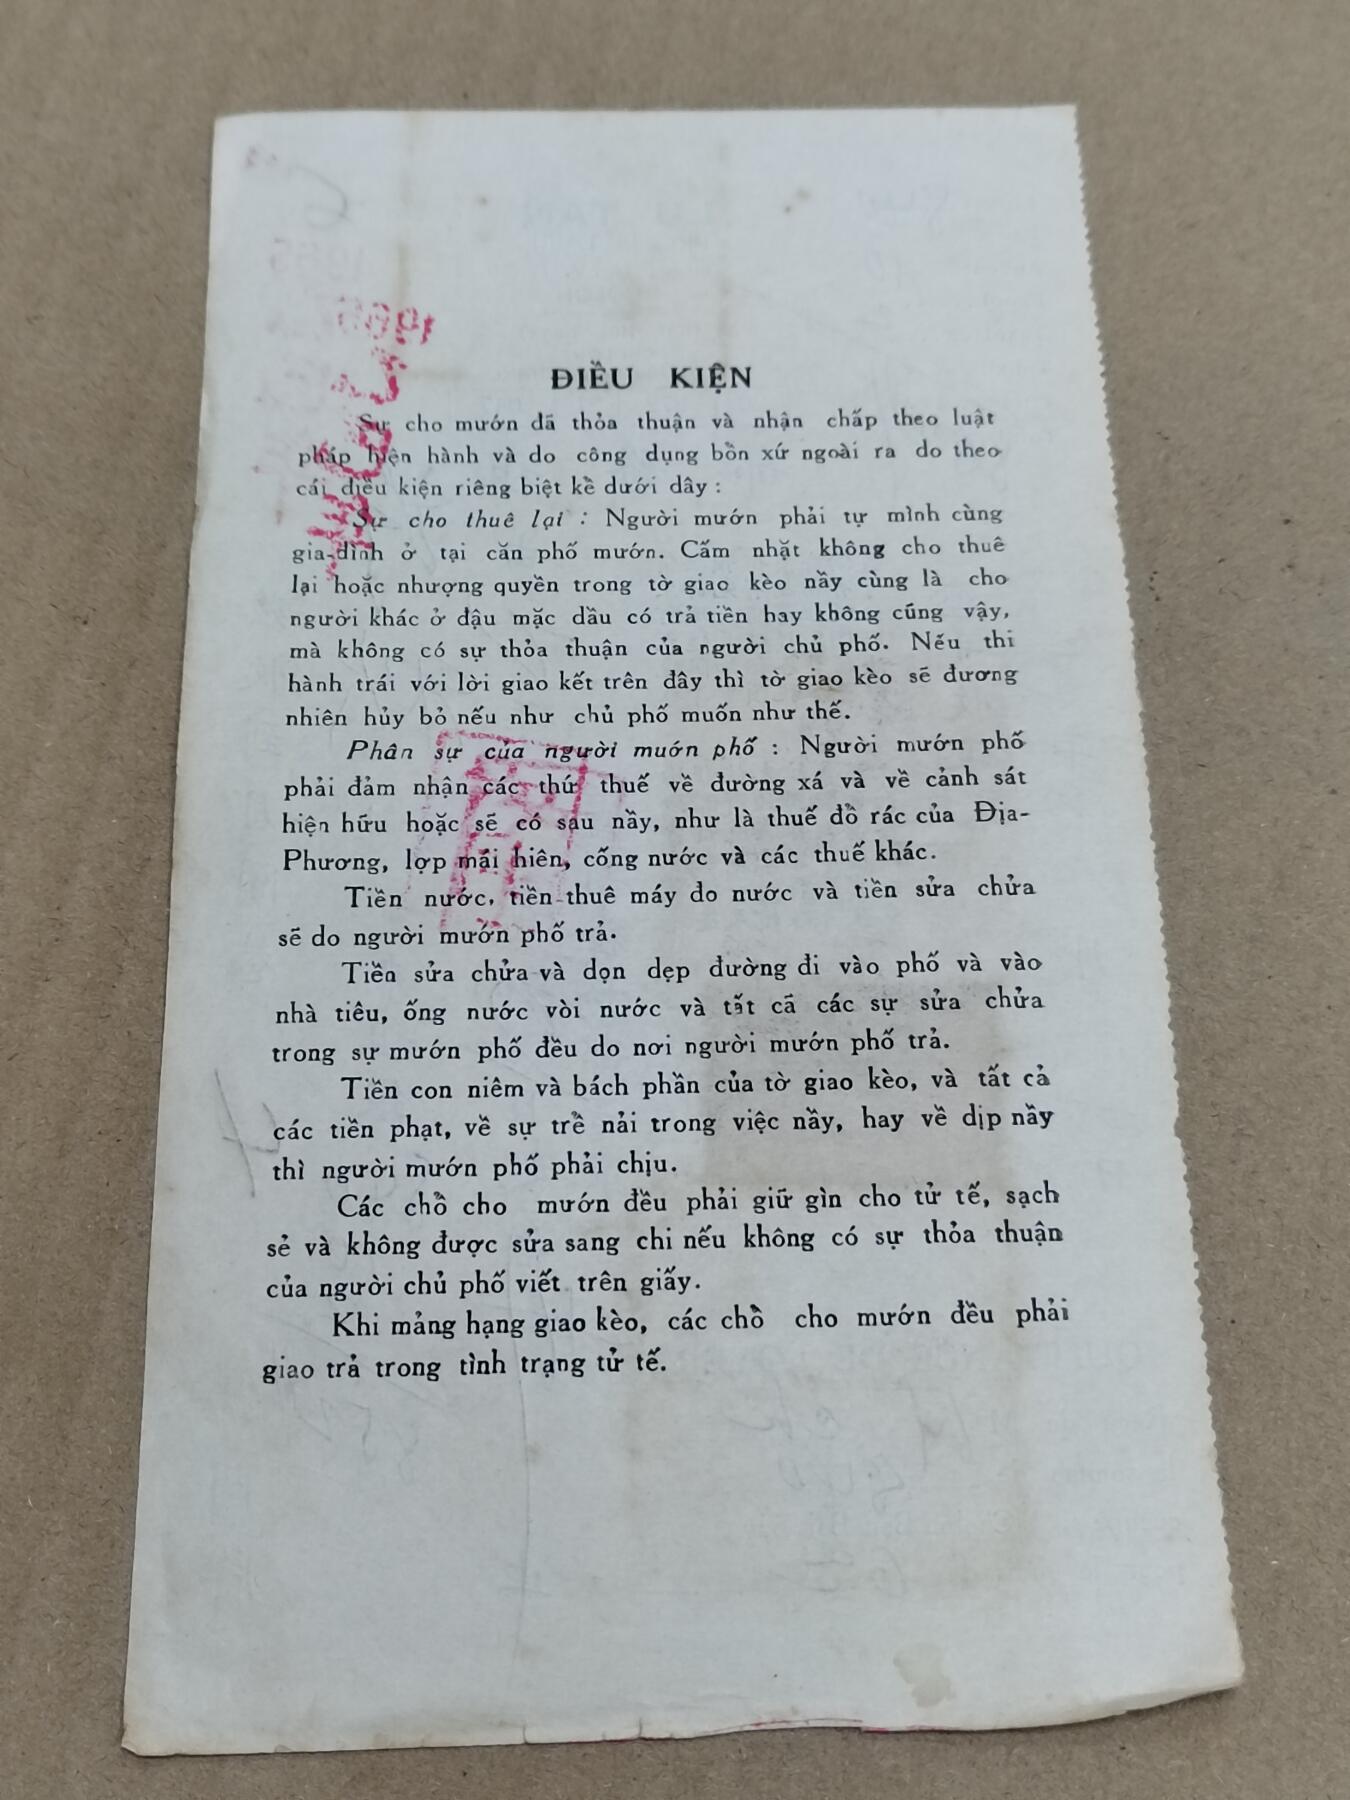 ĐIỀU KIỆN
Sự cho mướn đã thỏa thuận và nhận chấp theo luật
pháp hiện hành và do công dụng bồn xứ ngoài ra do theo
cái điều kiện riêng biệt kề dưới dây :
Sự cho thuê lại : Người mướn phải tự mình cùng
gia-đình ở tại căn phố mướn. Cấm nhặt không cho thuê
lại hoặc nhượng quyền trong tờ giao kèo nầy cùng là cho
người khác ở đậu mặc dầu có trả tiền hay không cũng vậy,
mà không có sự thỏa thuận của người chủ phố. Nếu thi
hành trái với lời giao kết trên đây thì tờ giao kèo sẽ đương
nhiên hủy bỏ nếu như chủ phố muốn như thế.
Phân sự của người muớn phố : Người mướn phố
phải đảm nhận các thứ thuế về đường xá và về cảnh sát
hiện hữu hoặc sẽ có sau nầy, như là thuế đồ rác của Địa-
Phương, lợp mái hiên, cống nước và các thuế khác.
Tiền nước, tiền thuê máy do nước và tiền sửa chửa
sẽ do người mướn phố trả.
Tiền sửa chửa và dọn dẹp đường đi vào phố và vào
nhà tiêu, ống nước vòi nước và tất cã các sự sửa chửa
trong sự mướn phố đều do nơi người mướn phố trả.
Tiền con niêm và bách phần của tờ giao kèo, và tất cả
các tiền phạt, về sự trễ nải trong việc nầy, hay về dịp nầy
thì người mướn phố phải chịu.
Các chỗ cho mướn đều phải giữ gìn cho tử tế, sạch
sẻ và không được sửa sang chi nếu không có sự thỏa thuận
của người chủ phố viết trên giấy.
Khi mảng hạng giao kèo, các chỗ cho mướn đều phải
giao trả trong tình trạng tử tế.